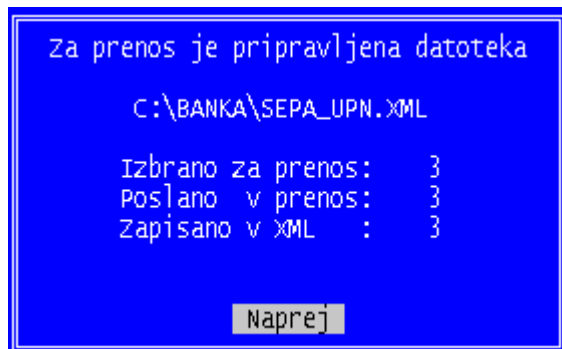 Za prenos je pripravljena datoteka
C:\BANKA\SEPA_UPN.XML
Izbrano za prenos: 3
Poslano v prenos: 3
Zapisano v XML : 3
Naprej